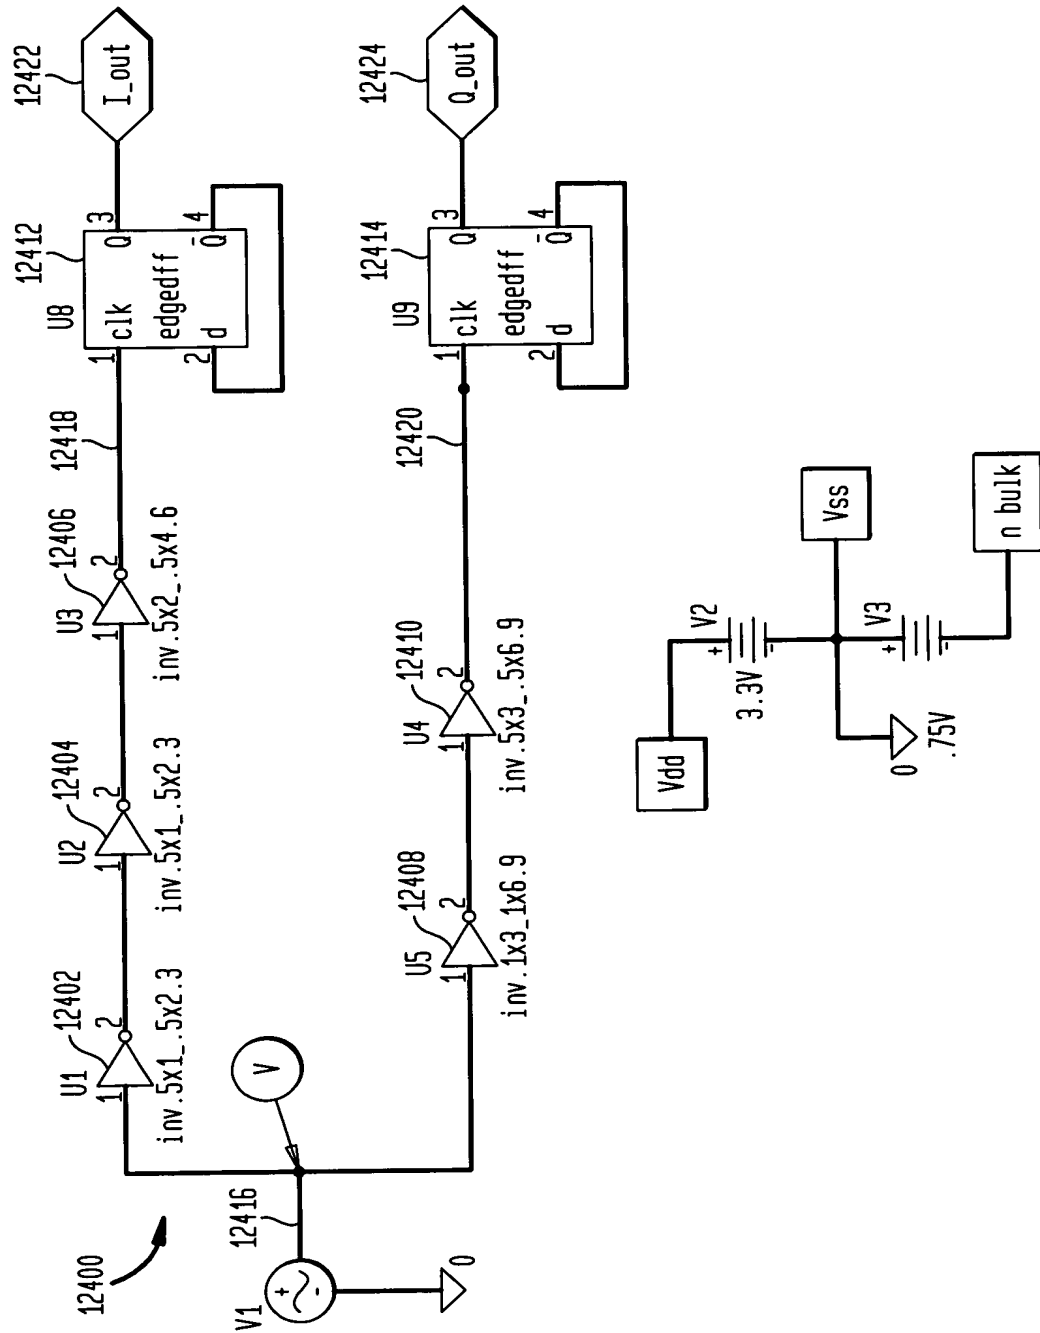 12400
V1
12416
0
V
U1
12402
1
2
inv.5x1_.5x2.3
U2
12404
1
2
inv.5x1_.5x2.3
U3
12406
1
2
inv.5x2_.5x4.6
12418
U8
12412
1
clk
Q
3
edgedff
2
d
Q̅
4
12422
I_out
U5
12408
1
2
inv.1x3_1x6.9
U4
12410
1
2
inv.5x3_.5x6.9
12420
U9
12414
1
clk
Q
3
edgedff
2
d
Q̅
4
12424
Q_out
Vdd
V2
+
-
3.3V
Vss
0
V3
+
-
.75V
n bulk